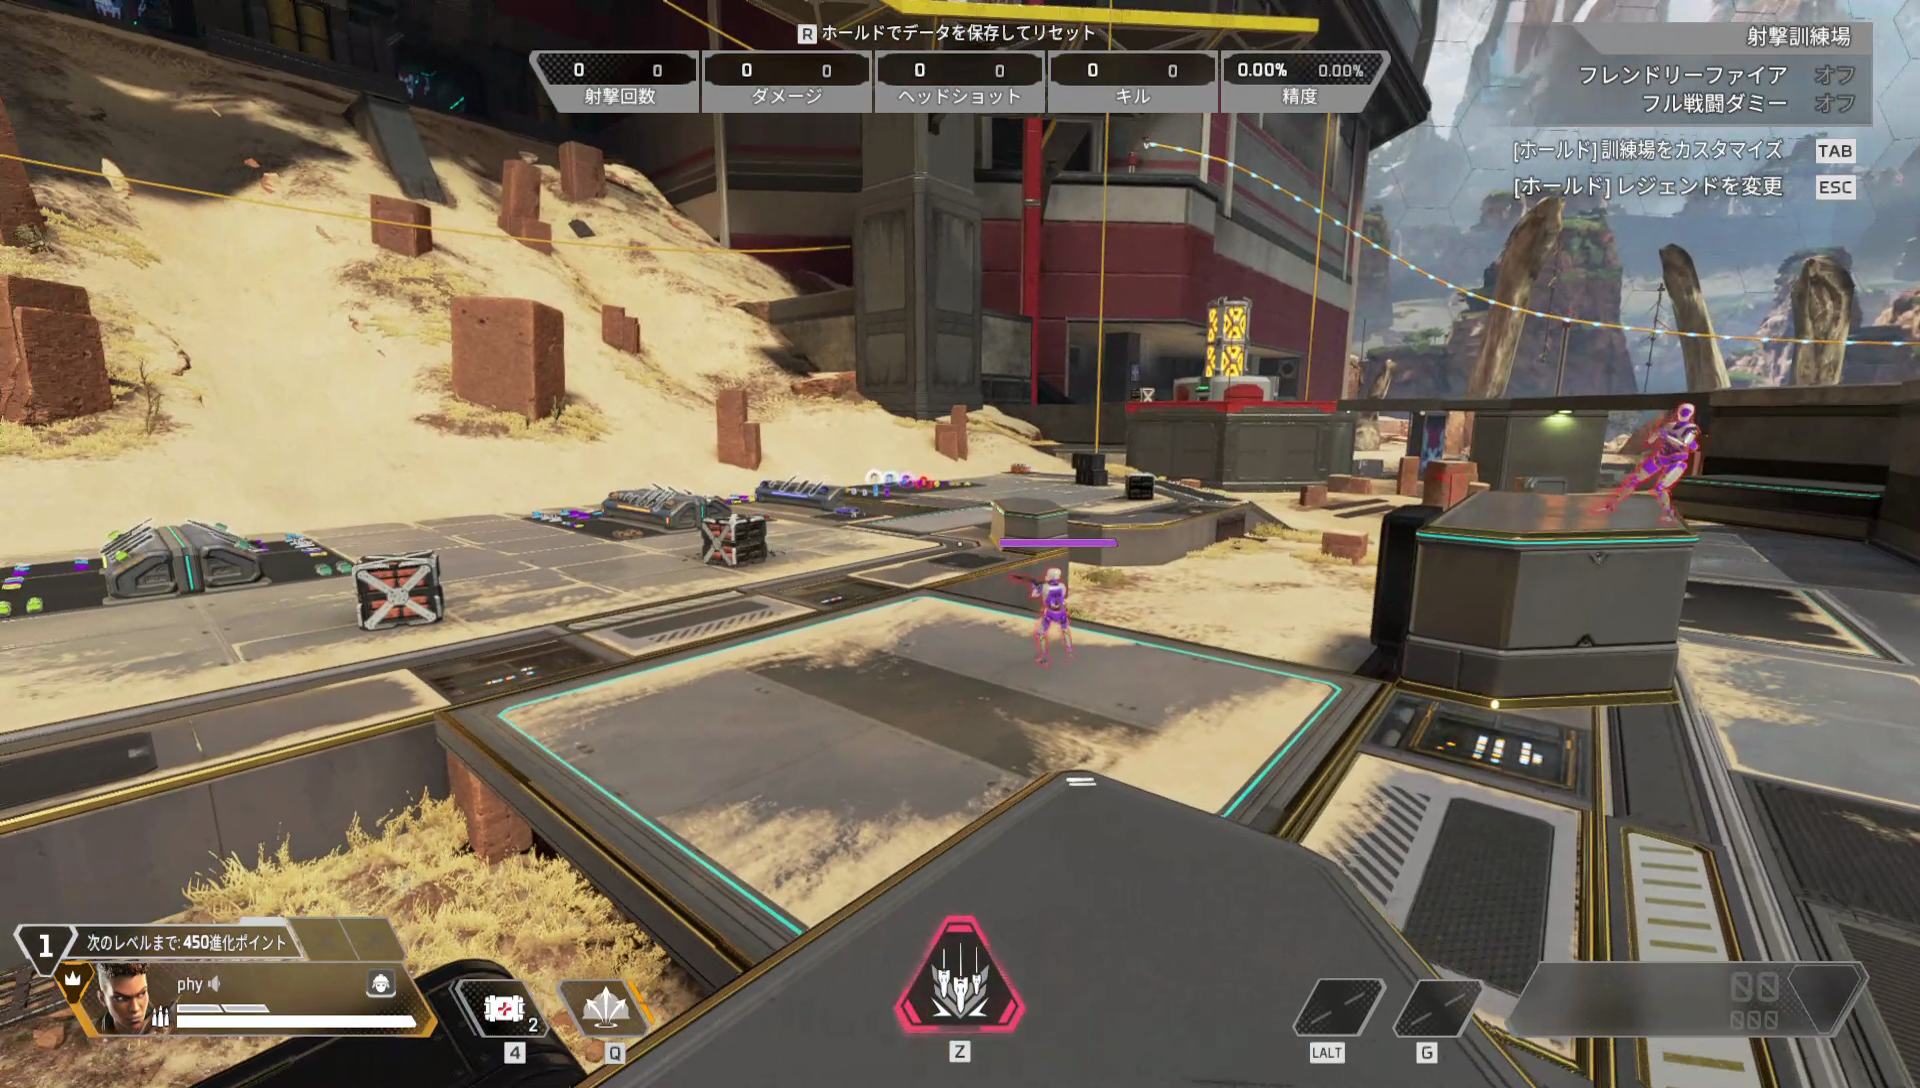 R ホールドでデータを保存してリセット
0 0 0 0 0 0 0 0 0.00% 0.00%
射撃回数 ダメージ ヘッドショット キル 精度
射撃訓練場
フレンドリーファイア オフ
フル戦闘ダミー オフ
[ホールド]訓練場をカスタマイズ TAB
[ホールド]レジェンドを変更 ESC
1 次のレベルまで:450進化ポイント
phy
2
4 Q Z LALT G
00
000